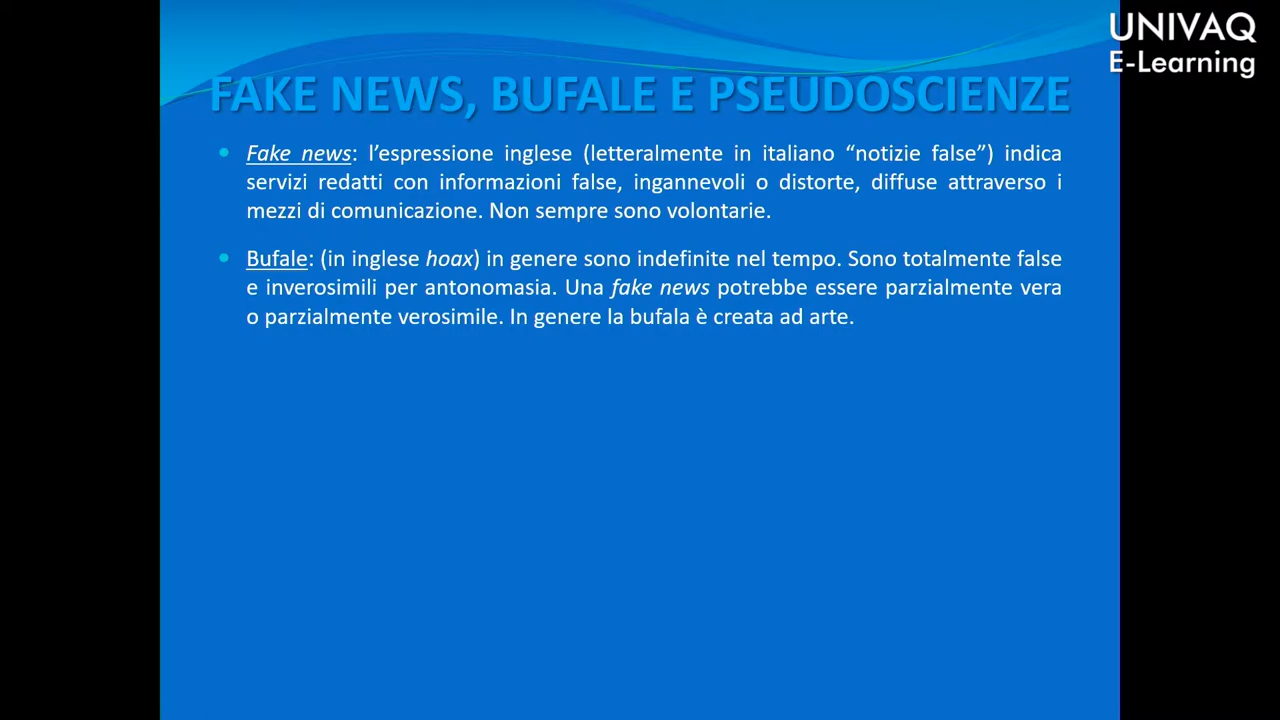 UNIVAQ
E-Learning
FAKE NEWS, BUFALE E PSEUDOSCIENZE
• Fake news: l’espressione inglese (letteralmente in italiano “notizie false”) indica
servizi redatti con informazioni false, ingannevoli o distorte, diffuse attraverso i
mezzi di comunicazione. Non sempre sono volontarie.
• Bufale: (in inglese hoax) in genere sono indefinite nel tempo. Sono totalmente false
e inverosimili per antonomasia. Una fake news potrebbe essere parzialmente vera
o parzialmente verosimile. In genere la bufala è creata ad arte.